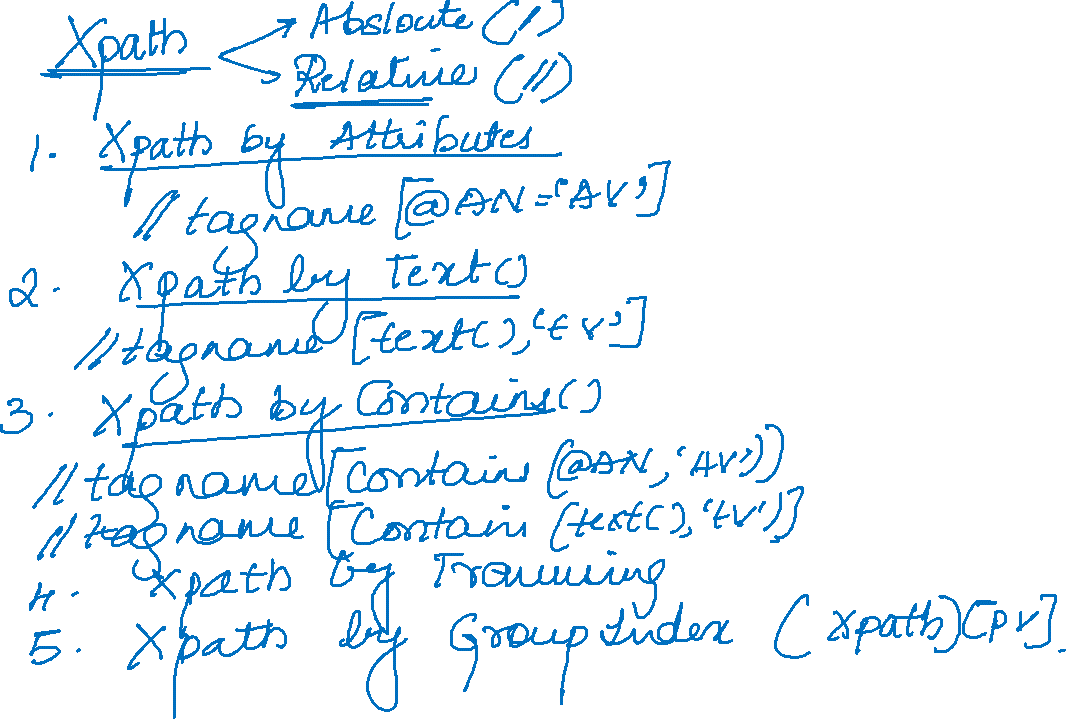 Xpath
Absloute (/)
Relative (//)
1. Xpath by Attributes
// tagname [@AN='AV']
2. Xpath by Text()
//tagname [text(),'tv']
3. Xpath by Contains()
// tagname [Contains (@AN,'AV')]
// tagname [Contain (text(),'tv')]
4. Xpath by
5. Xpath by Group Index (xpath)[PV].